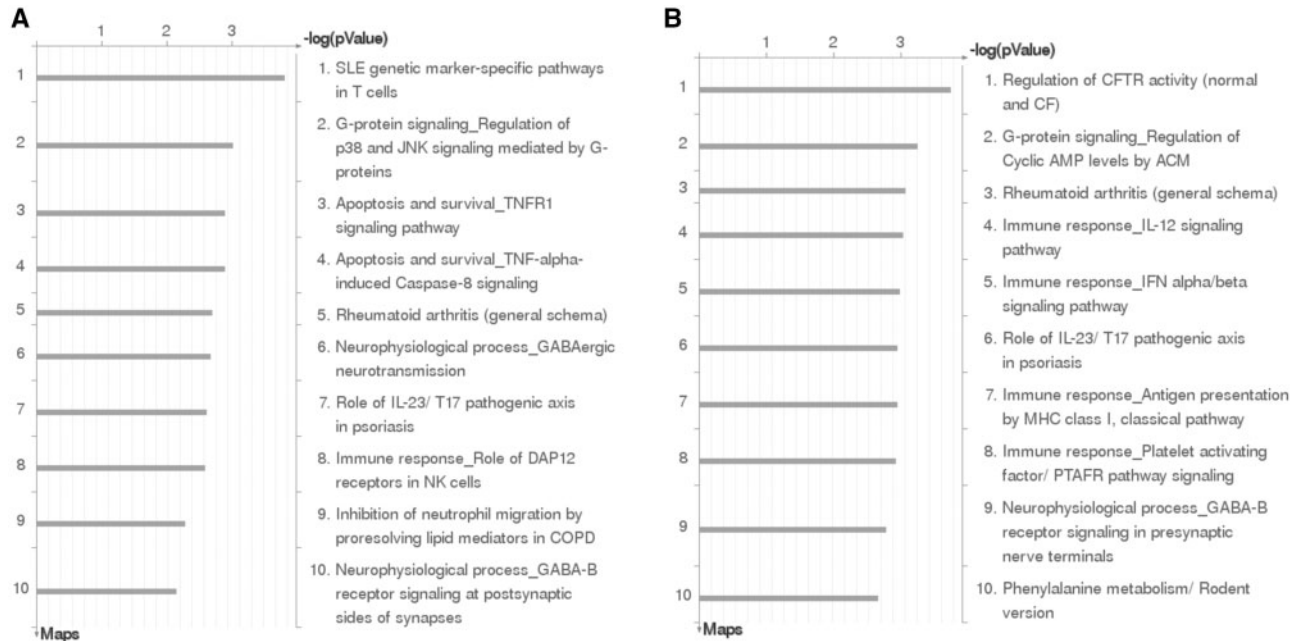 A
1 2 3
-log(pValue)
1
2
3
4
5
6
7
8
9
10
Maps
1. SLE genetic marker-specific pathways
in T cells
2. G-protein signaling_Regulation of
p38 and JNK signaling mediated by G-
proteins
3. Apoptosis and survival_TNFR1
signaling pathway
4. Apoptosis and survival_TNF-alpha-
induced Caspase-8 signaling
5. Rheumatoid arthritis (general schema)
6. Neurophysiological process_GABAergic
neurotransmission
7. Role of IL-23/ T17 pathogenic axis
in psoriasis
8. Immune response_Role of DAP12
receptors in NK cells
9. Inhibition of neutrophil migration by
proresolving lipid mediators in COPD
10. Neurophysiological process_GABA-B
receptor signaling at postsynaptic
sides of synapses
B
1 2 3
-log(pValue)
1
2
3
4
5
6
7
8
9
10
Maps
1. Regulation of CFTR activity (normal
and CF)
2. G-protein signaling_Regulation of
Cyclic AMP levels by ACM
3. Rheumatoid arthritis (general schema)
4. Immune response_IL-12 signaling
pathway
5. Immune response_IFN alpha/beta
signaling pathway
6. Role of IL-23/ T17 pathogenic axis
in psoriasis
7. Immune response_Antigen presentation
by MHC class I, classical pathway
8. Immune response_Platelet activating
factor/ PTAFR pathway signaling
9. Neurophysiological process_GABA-B
receptor signaling in presynaptic
nerve terminals
10. Phenylalanine metabolism/ Rodent
version